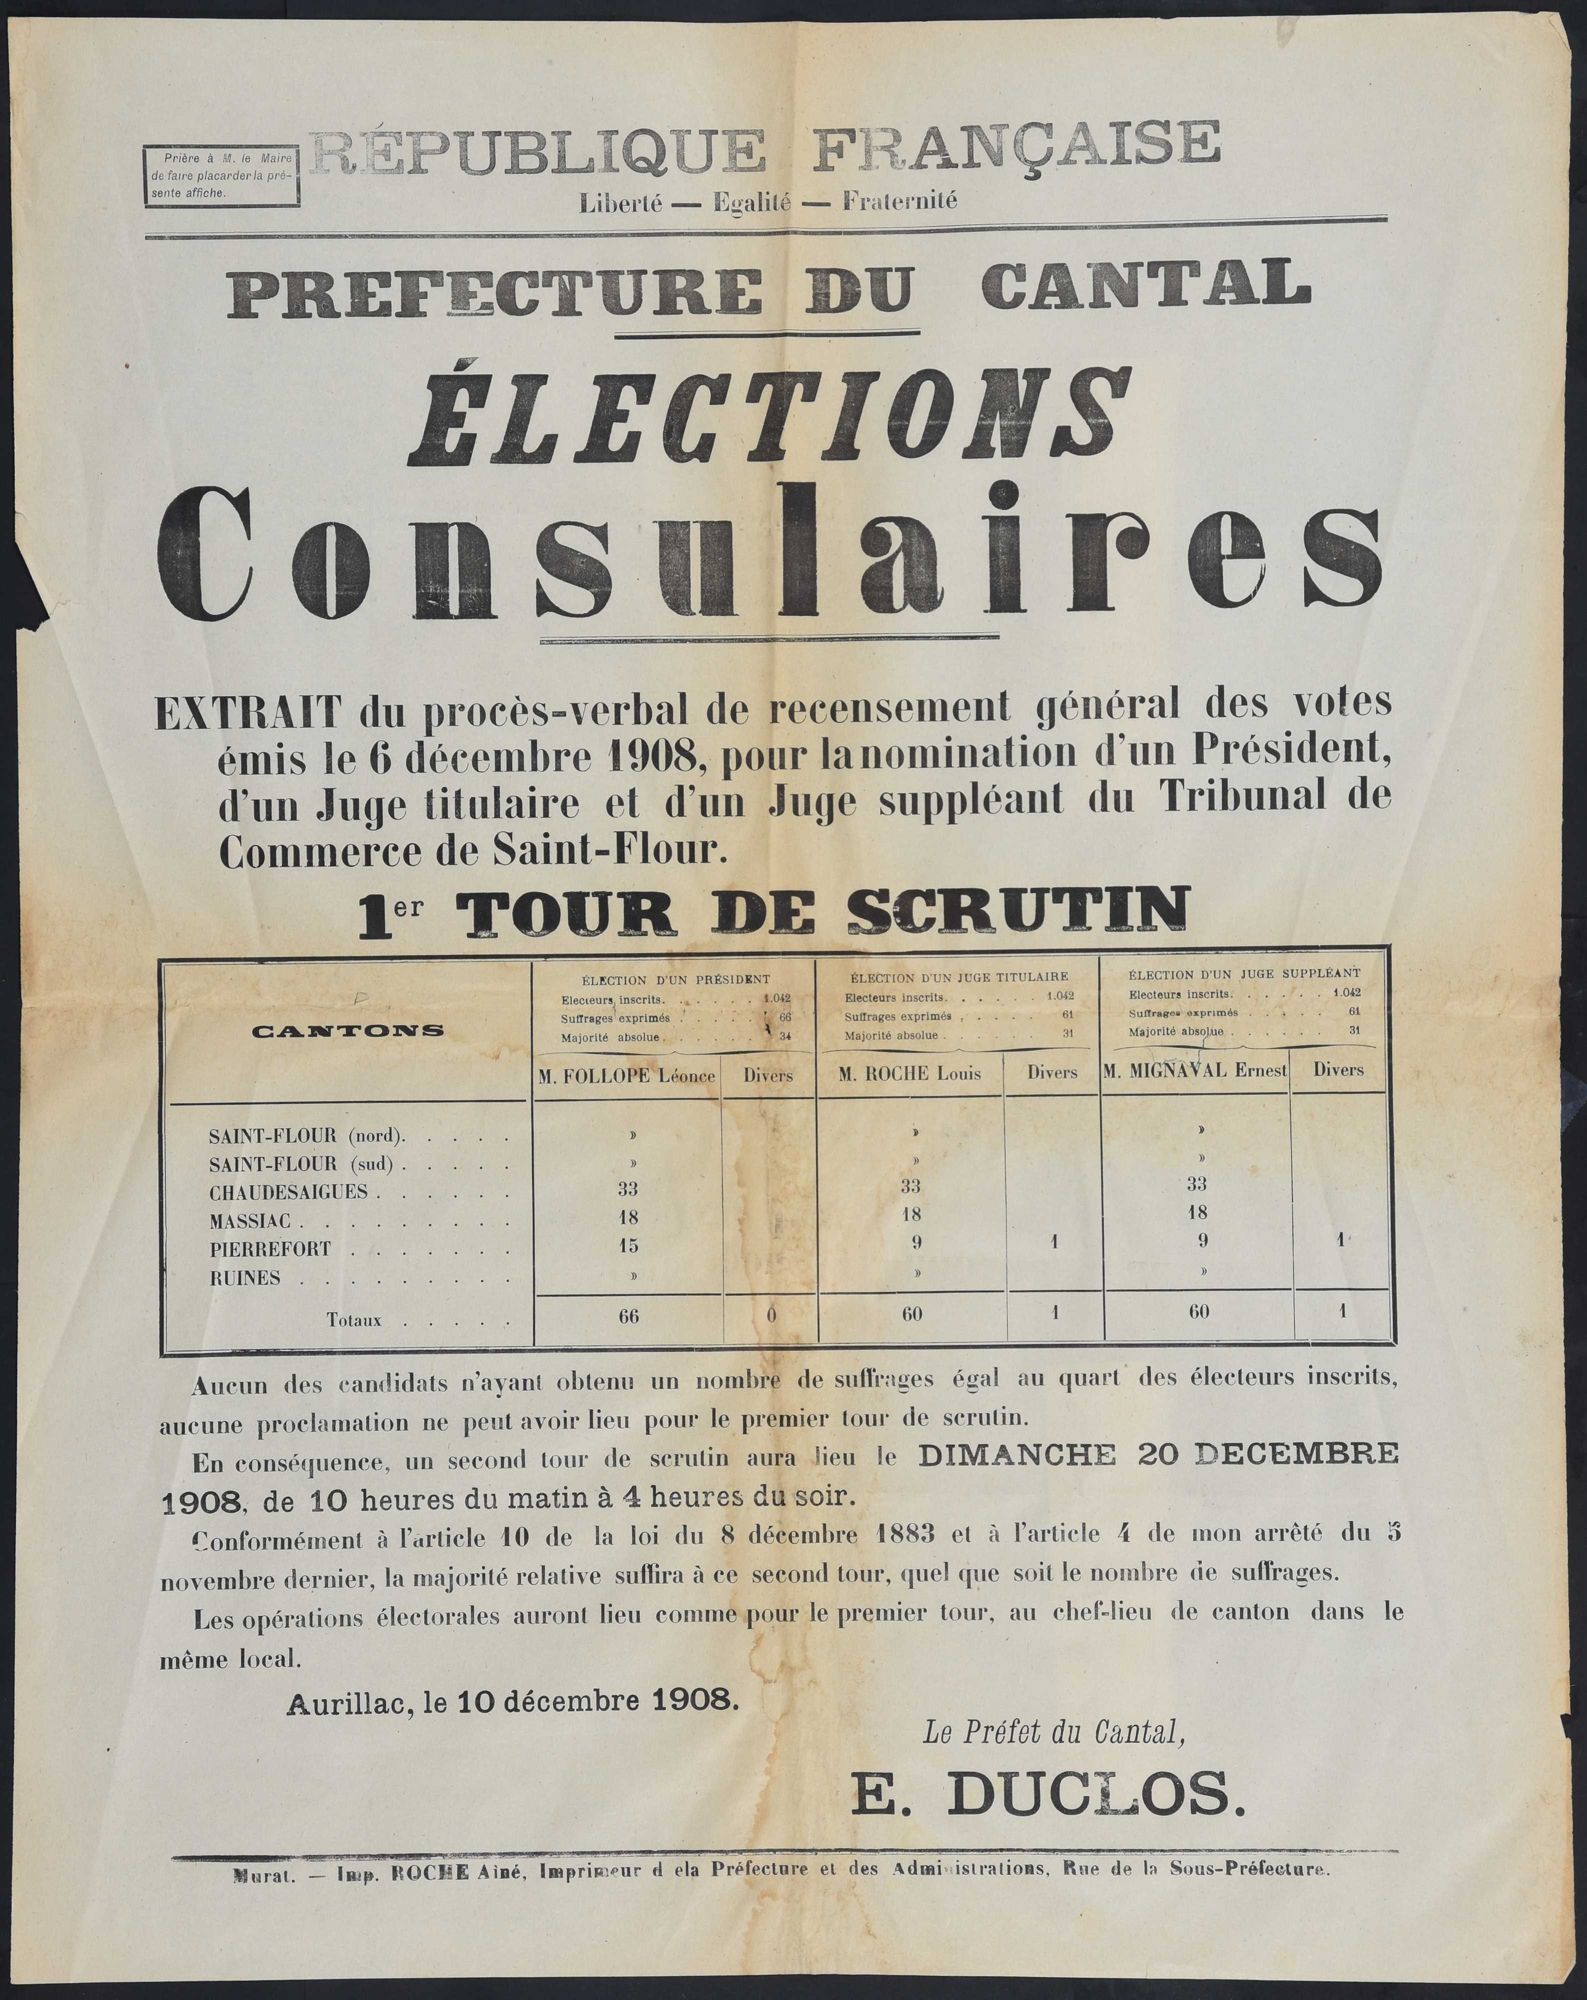 Prière à M. le Maire
de faire placarder la pré-
sente affiche.
RÉPUBLIQUE FRANÇAISE
Liberté — Egalité — Fraternité
PREFECTURE DU CANTAL
ÉLECTIONS
Consulaires
EXTRAIT du procès-verbal de recensement général des votes
émis le 6 décembre 1908, pour la nomination d'un Président,
d'un Juge titulaire et d'un Juge suppléant du Tribunal de
Commerce de Saint-Flour.
1er TOUR DE SCRUTIN
CANTONS
ÉLECTION D'UN PRÉSIDENT
Electeurs inscrits. . . . . . 1.042
Suffrages exprimés . . . . . 66
Majorité absolue . . . . . . 34
ÉLECTION D'UN JUGE TITULAIRE
Electeurs inscrits. . . . . . 1.042
Suffrages exprimés . . . . . 61
Majorité absolue . . . . . . 31
ÉLECTION D'UN JUGE SUPPLÉANT
Electeurs inscrits. . . . . . 1.042
Suffrages exprimés . . . . 61
Majorité absolue . . . . . 31
M. FOLLOPE Léonce Divers M. ROCHE Louis Divers M. MIGNAVAL Ernest Divers
SAINT-FLOUR (nord). . . . . » » »
SAINT-FLOUR (sud) . . . . . » » »
CHAUDESAIGUES . . . . . . 33 33 33
MASSIAC . . . . . . . . . 18 18 18
PIERREFORT . . . . . . . 15 9 1 9 1
RUINES . . . . . . . . . » » »
Totaux . . . . . 66 0 60 1 60 1
Aucun des candidats n'ayant obtenu un nombre de suffrages égal au quart des électeurs inscrits,
aucune proclamation ne peut avoir lieu pour le premier tour de scrutin.
En conséquence, un second tour de scrutin aura lieu le DIMANCHE 20 DECEMBRE
1908, de 10 heures du matin à 4 heures du soir.
Conformément à l'article 10 de la loi du 8 décembre 1883 et à l'article 4 de mon arrêté du 5
novembre dernier, la majorité relative suffira à ce second tour, quel que soit le nombre de suffrages.
Les opérations électorales auront lieu comme pour le premier tour, au chef-lieu de canton dans le
même local.
Aurillac, le 10 décembre 1908.
Le Préfet du Cantal,
E. DUCLOS.
Murat. — Imp. ROCHE Aîné, Imprimeur d ela Préfecture et des Administrations, Rue de la Sous-Préfecture.